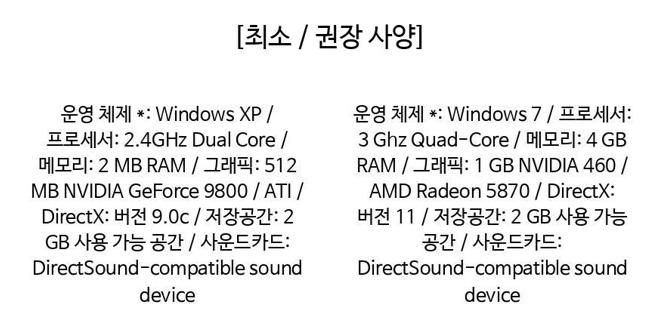 [최소 / 권장 사양]
운영 체제 *: Windows XP /
프로세서: 2.4GHz Dual Core /
메모리: 2 MB RAM / 그래픽: 512
MB NVIDIA GeForce 9800 / ATI /
DirectX: 버전 9.0c / 저장공간: 2
GB 사용 가능 공간 / 사운드카드:
DirectSound-compatible sound
device
운영 체제 *: Windows 7 / 프로세서:
3 Ghz Quad-Core / 메모리: 4 GB
RAM / 그래픽: 1 GB NVIDIA 460 /
AMD Radeon 5870 / DirectX:
버전 11 / 저장공간: 2 GB 사용 가능
공간 / 사운드카드:
DirectSound-compatible sound
device